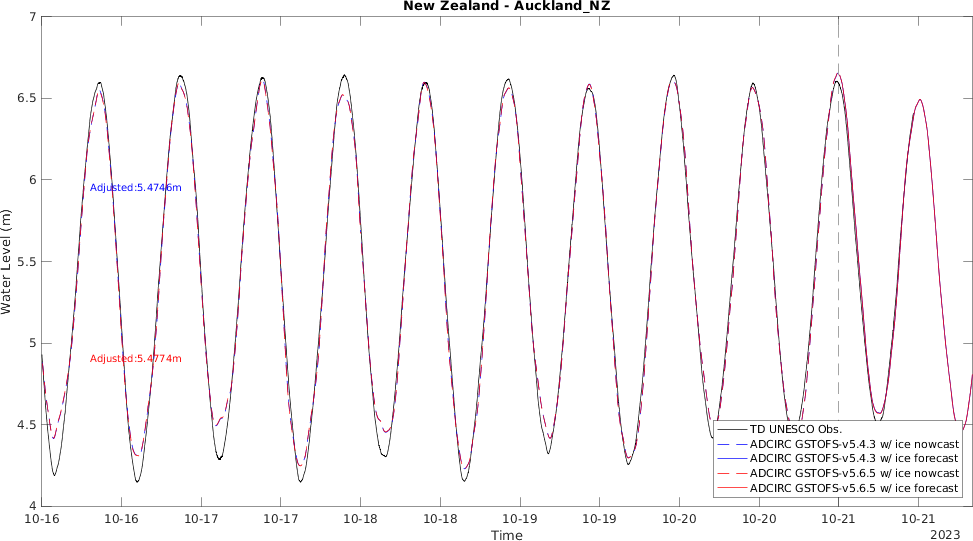 New Zealand - Auckland_NZ
7
6.5
6
5.5
5
4.5
4
Water Level (m)
Adjusted:5.4746m
Adjusted:5.4774m
TD UNESCO Obs.
ADCIRC GSTOFS-v5.4.3 w/ ice nowcast
ADCIRC GSTOFS-v5.4.3 w/ ice forecast
ADCIRC GSTOFS-v5.6.5 w/ ice nowcast
ADCIRC GSTOFS-v5.6.5 w/ ice forecast
10-16 10-16 10-17 10-17 10-18 10-18 10-19 10-19 10-20 10-20 10-21 10-21
Time
2023